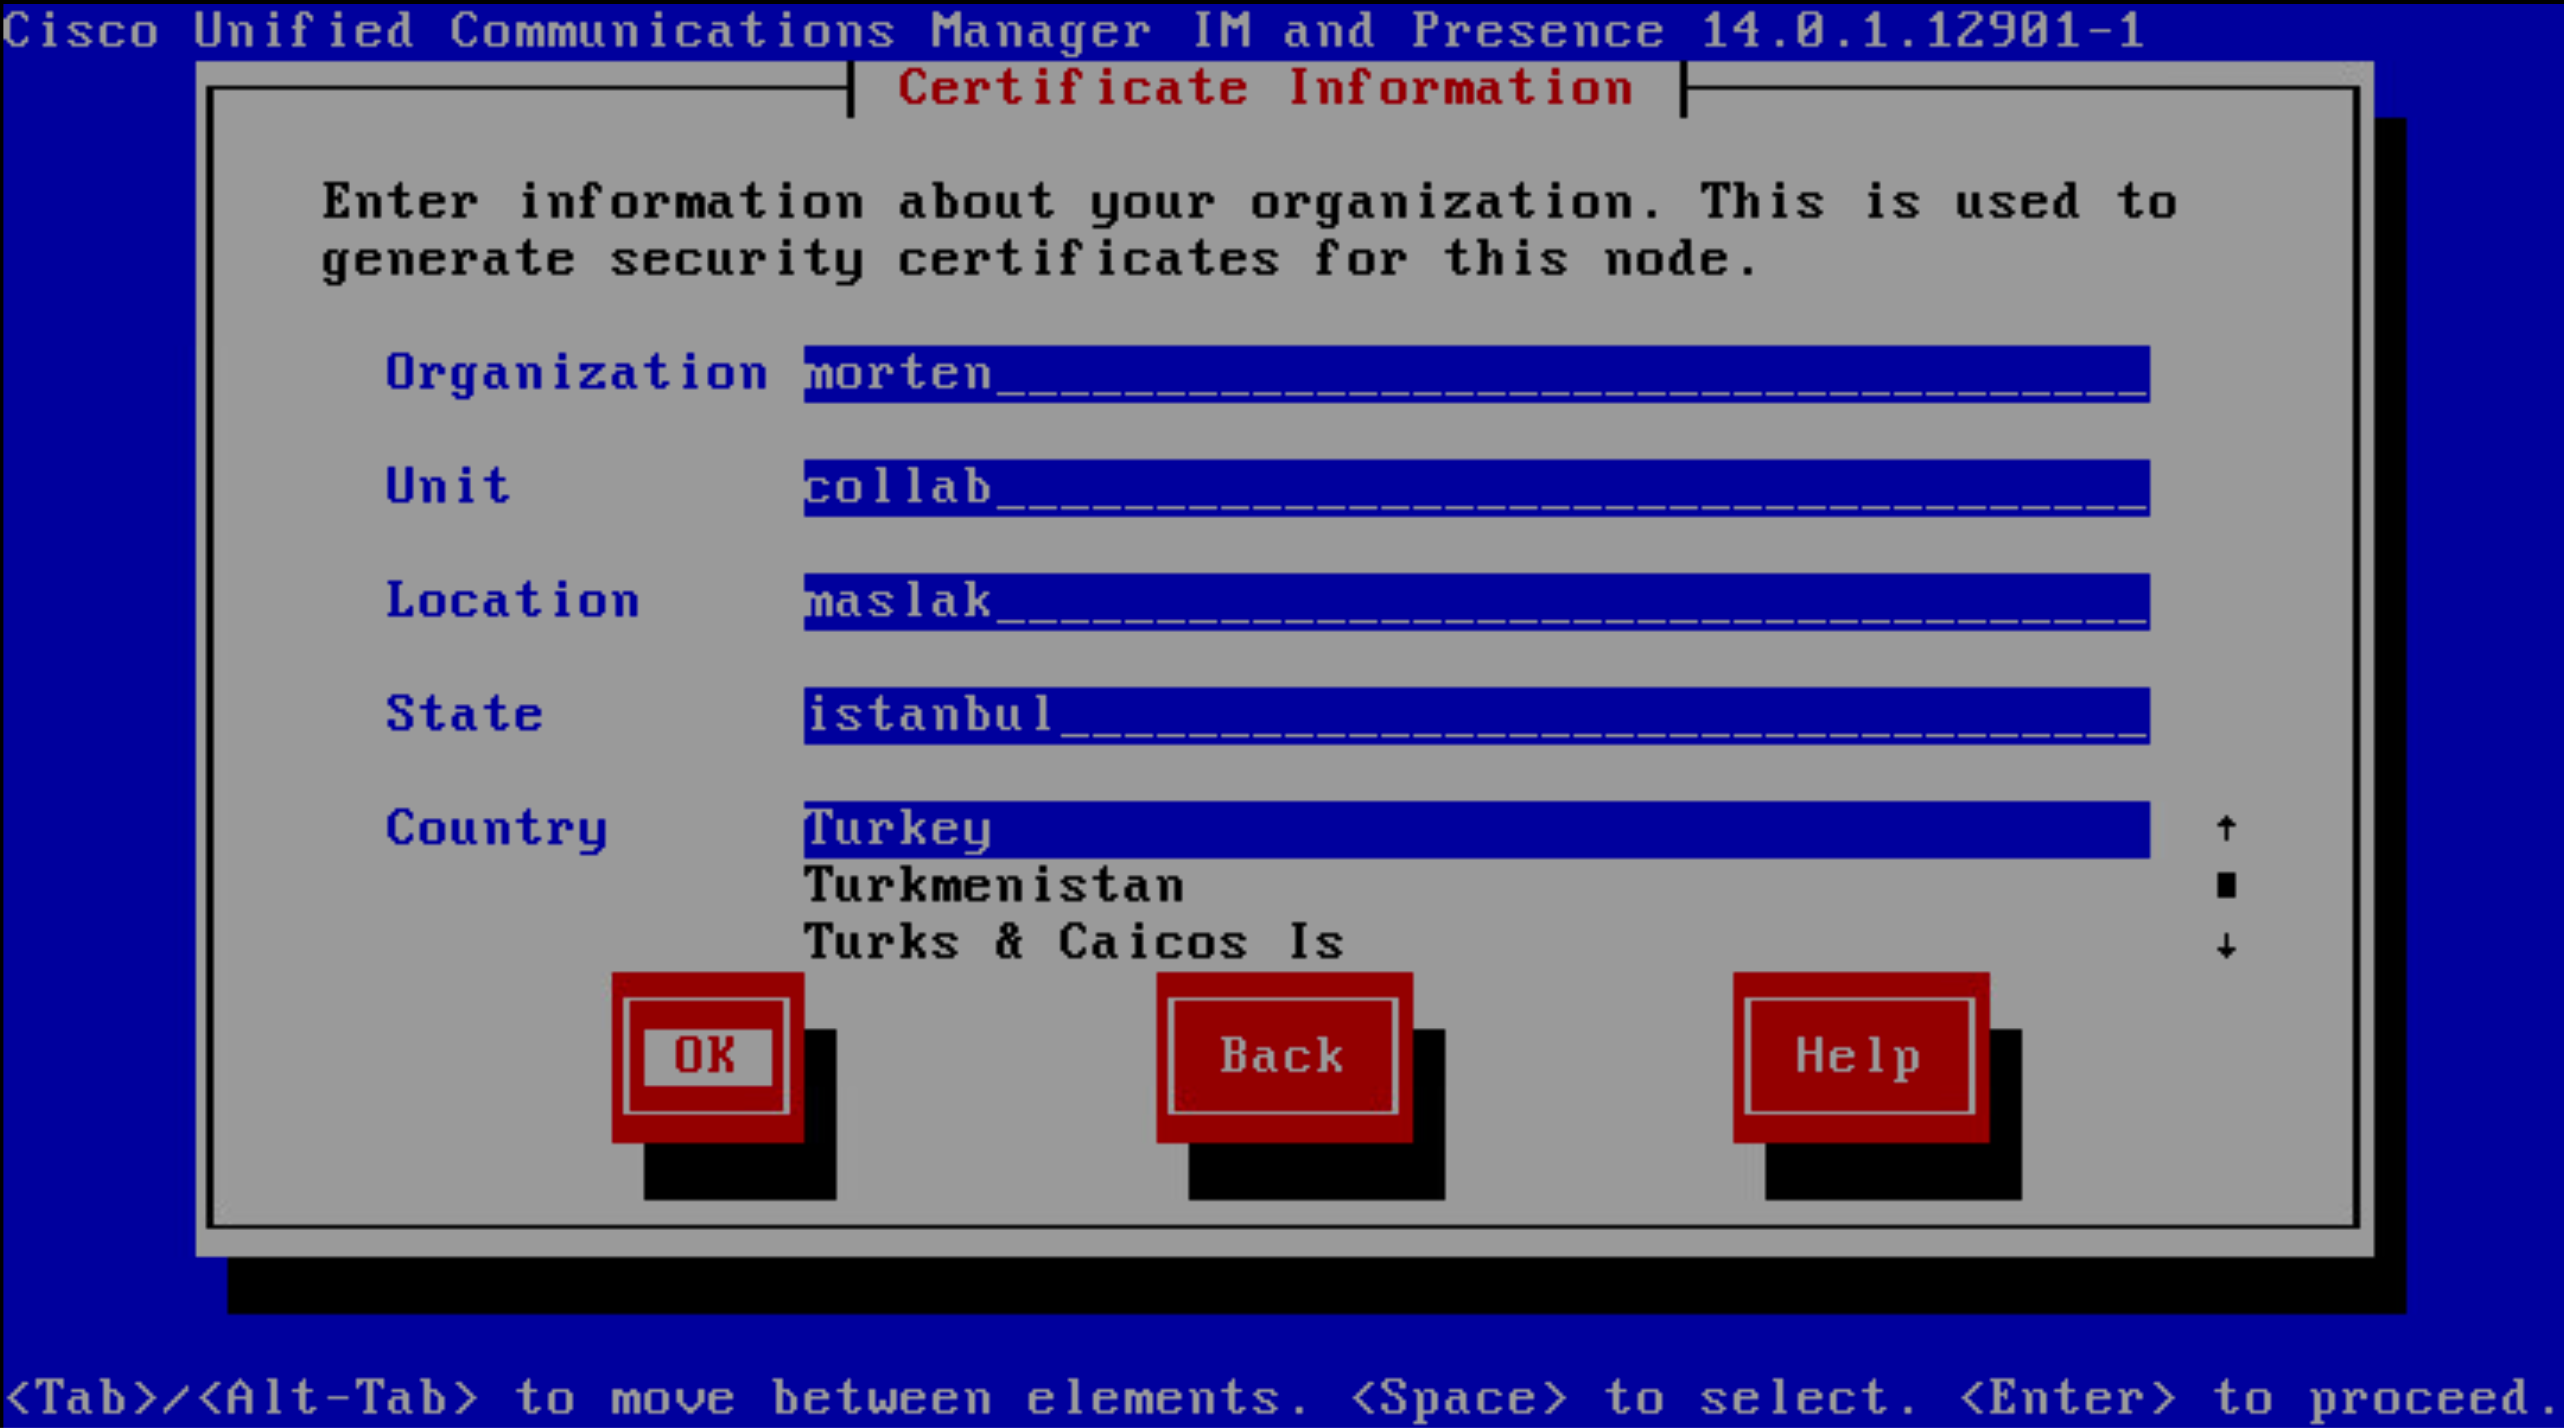 Cisco Unified Communications Manager IM and Presence 14.0.1.12901-1
Certificate Information
Enter information about your organization. This is used to
generate security certificates for this node.
Organization morten
Unit collab
Location maslak
State istanbul
Country Turkey
Turkmenistan
Turks & Caicos Is
OK Back Help
<Tab>/<Alt-Tab> to move between elements. <Space> to select. <Enter> to proceed.